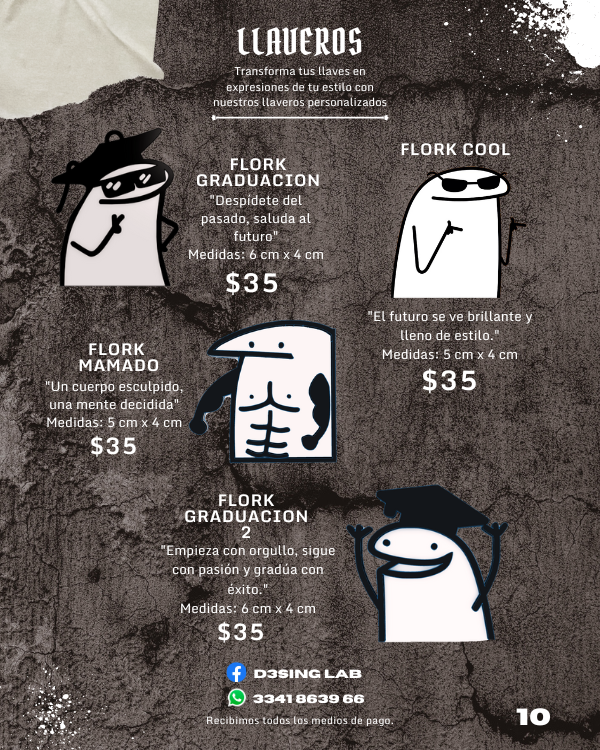 LLAVEROS
Transforma tus llaves en
expresiones de tu estilo con
nuestros llaveros personalizados
FLORK
GRADUACION
"Despídete del
pasado, saluda al
futuro"
Medidas: 6 cm x 4 cm
$35
FLORK COOL
"El futuro se ve brillante y
lleno de estilo."
Medidas: 5 cm x 4 cm
$35
FLORK
MAMADO
"Un cuerpo esculpido,
una mente decidida"
Medidas: 5 cm x 4 cm
$35
FLORK
GRADUACION
2
"Empieza con orgullo, sigue
con pasión y gradúa con
éxito."
Medidas: 6 cm x 4 cm
$35
D3SING LAB
3341 8639 66
Recibimos todos los medios de pago.
10